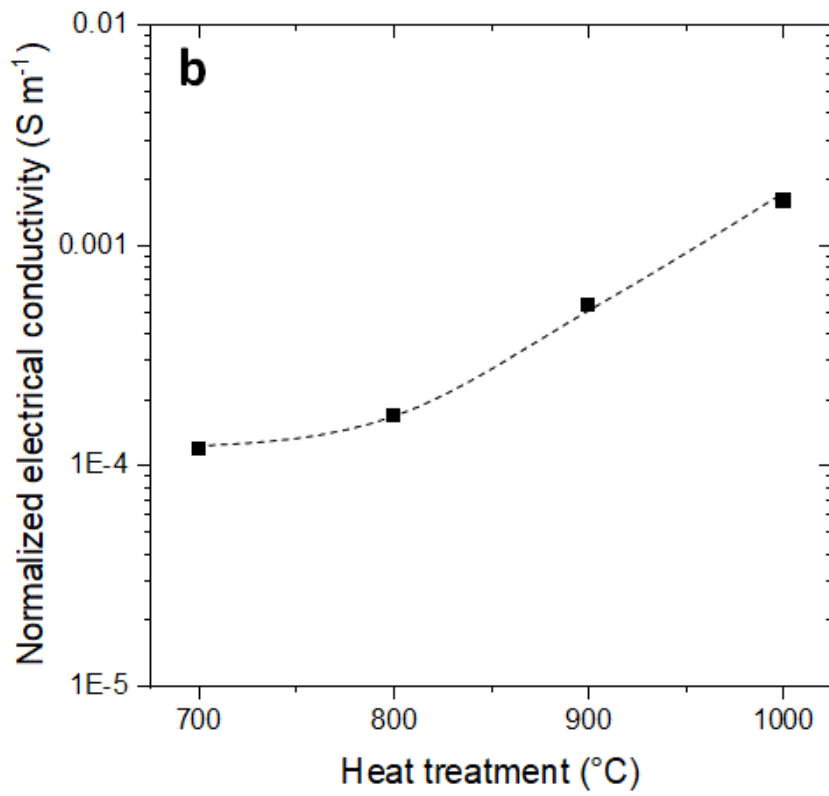 b
Normalized electrical conductivity (S m⁻¹)
0.01
0.001
1E-4
1E-5
700 800 900 1000
Heat treatment (°C)